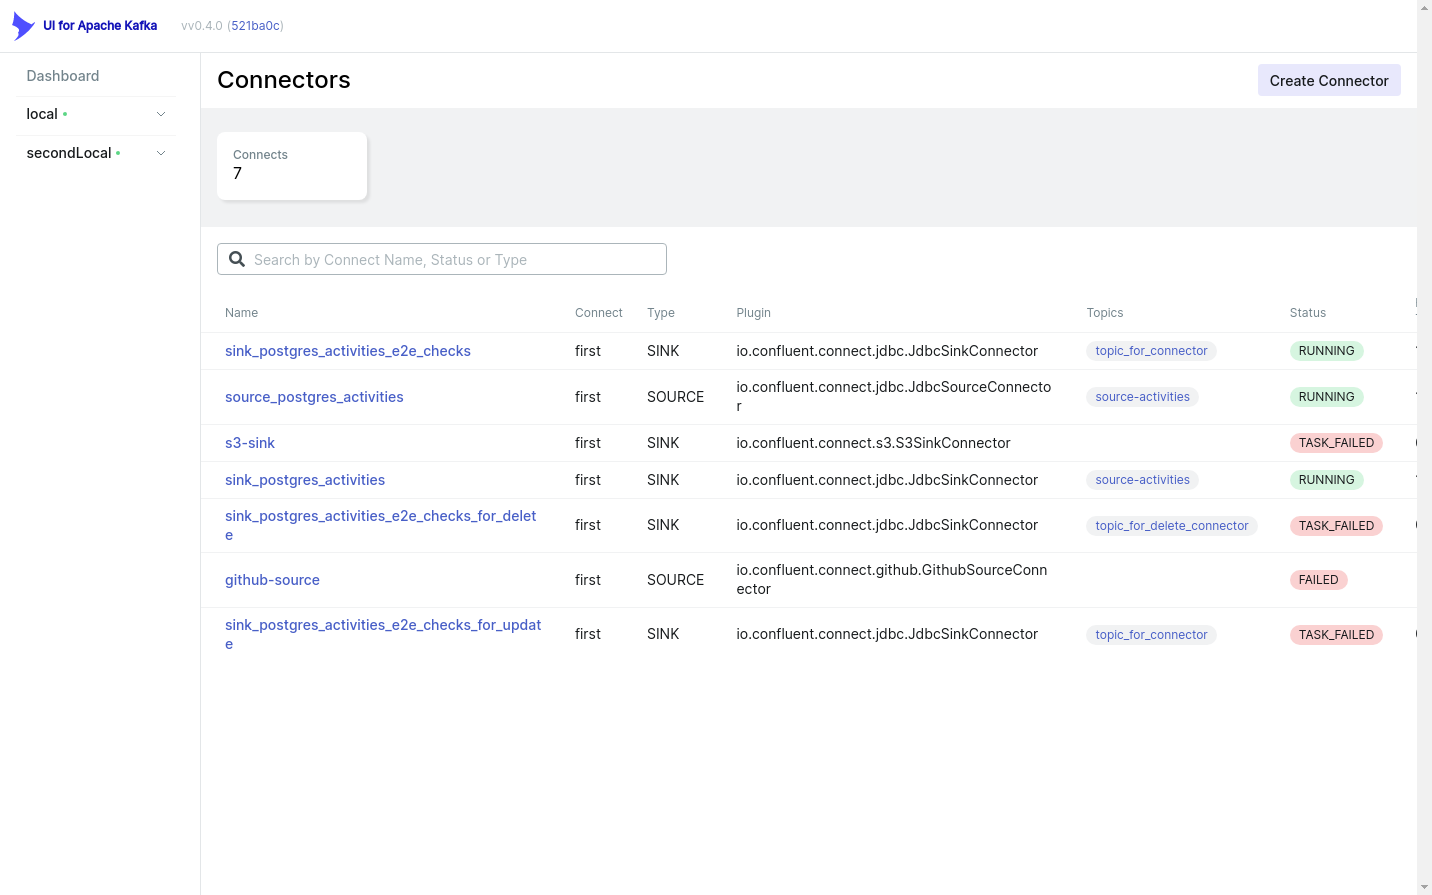 UI for Apache Kafka vv0.4.0 (521ba0c)
Dashboard
local
secondLocal
Connectors
Create Connector
Connects
7
Search by Connect Name, Status or Type
Name Connect Type Plugin Topics Status
sink_postgres_activities_e2e_checks first SINK io.confluent.connect.jdbc.JdbcSinkConnector topic_for_connector RUNNING
source_postgres_activities first SOURCE io.confluent.connect.jdbc.JdbcSourceConnecto
r source-activities RUNNING
s3-sink first SINK io.confluent.connect.s3.S3SinkConnector TASK_FAILED
sink_postgres_activities first SINK io.confluent.connect.jdbc.JdbcSinkConnector source-activities RUNNING
sink_postgres_activities_e2e_checks_for_delet
e first SINK io.confluent.connect.jdbc.JdbcSinkConnector topic_for_delete_connector TASK_FAILED
github-source first SOURCE io.confluent.connect.github.GithubSourceConn
ector FAILED
sink_postgres_activities_e2e_checks_for_updat
e first SINK io.confluent.connect.jdbc.JdbcSinkConnector topic_for_connector TASK_FAILED